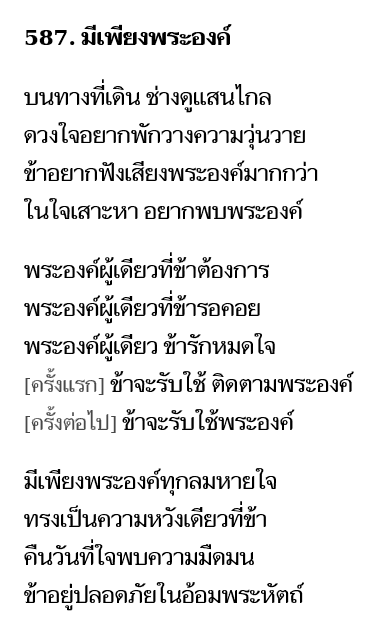 587. มีเพียงพระองค์
บนทางที่เดิน ช่างดูแสนไกล
ดวงใจอยากพักวางความวุ่นวาย
ข้าอยากฟังเสียงพระองค์มากกว่า
ในใจเสาะหา อยากพบพระองค์
พระองค์ผู้เดียวที่ข้าต้องการ
พระองค์ผู้เดียวที่ข้ารอคอย
พระองค์ผู้เดียว ข้ารักหมดใจ
[ครั้งแรก] ข้าจะรับใช้ ติดตามพระองค์
[ครั้งต่อไป] ข้าจะรับใช้พระองค์
มีเพียงพระองค์ทุกลมหายใจ
ทรงเป็นความหวังเดียวที่ข้า
คืนวันที่ใจพบความมืดมน
ข้าอยู่ปลอดภัยในอ้อมพระหัตถ์